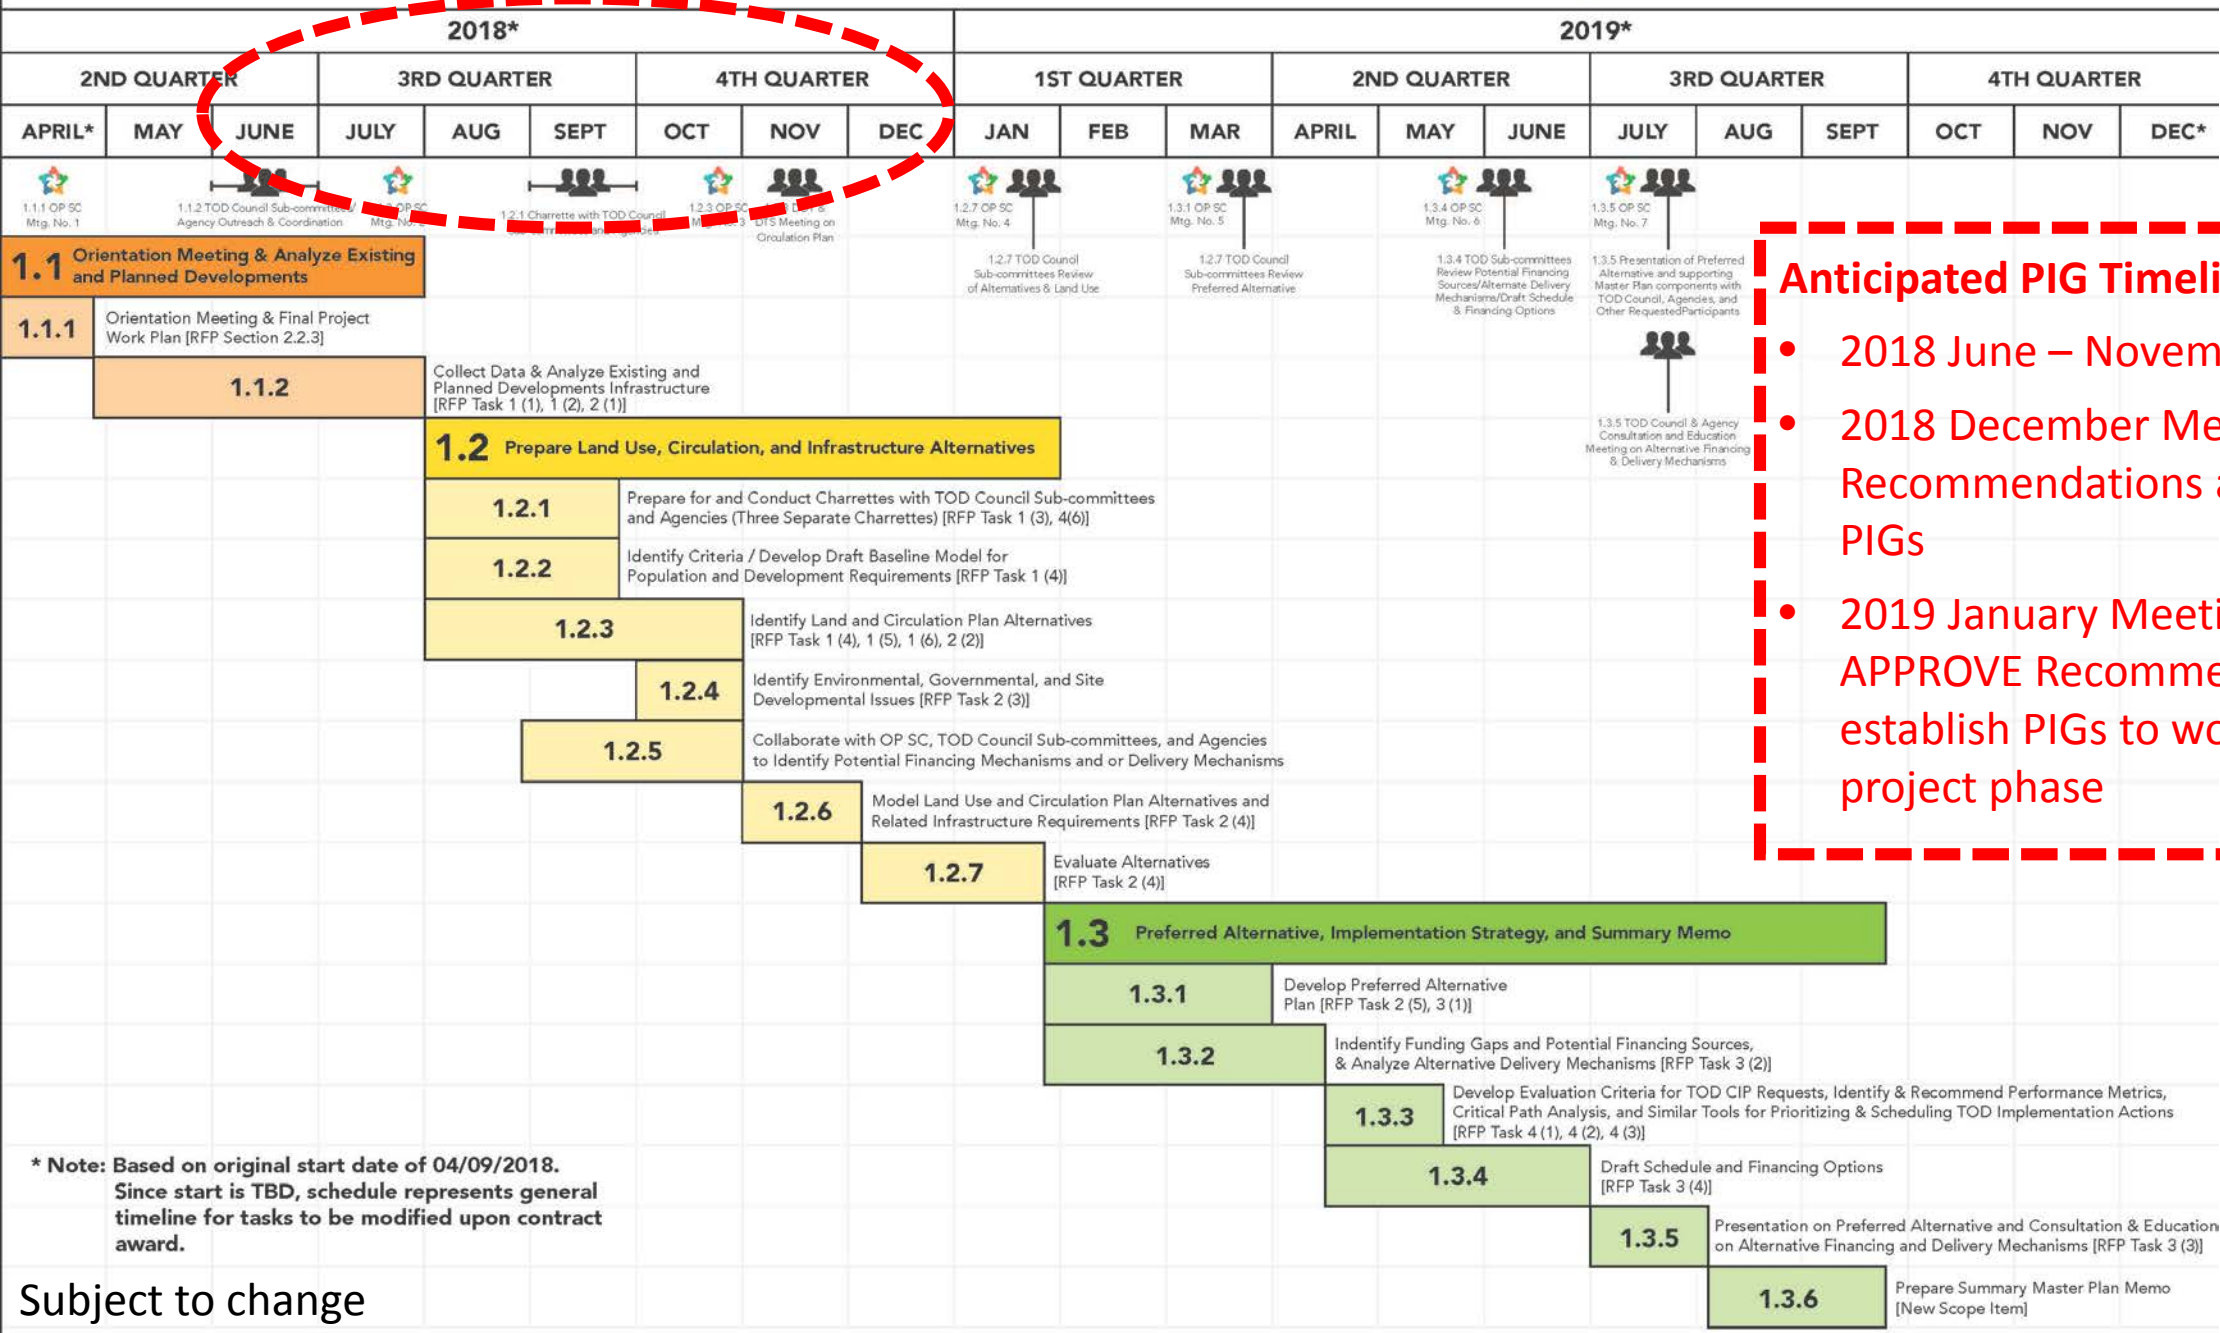 2018*
2019*
2ND QUARTER
3RD QUARTER
4TH QUARTER
1ST QUARTER
2ND QUARTER
3RD QUARTER
4TH QUARTER
APRIL* MAY JUNE JULY AUG SEPT OCT NOV DEC JAN FEB MAR APRIL MAY JUNE JULY AUG SEPT OCT NOV DEC*
1.1.1 OP SC
Mtg. No. 1
1.1.2 TOD Council Sub-committees/
Agency Outreach & Coordination
OP SC
Mtg. No.
1.2.1 Charrette with TOD Council
1.2.3 OP SC
DTS Meeting on
Circulation Plan
1.2.7 OP SC
Mtg. No. 4
1.2.7 TOD Council
Sub-committees Review
of Alternatives & Land Use
1.3.1 OP SC
Mtg. No. 5
1.2.7 TOD Council
Sub-committees Review
Preferred Alternative
1.3.4 OP SC
Mtg. No. 6
1.3.4 TOD Sub-committees
Review Potential Financing
Sources/Alternate Delivery
Mechanisms/Draft Schedule
& Financing Options
1.3.5 OP SC
Mtg. No. 7
1.3.5 Presentation of Preferred
Alternative and supporting
Master Plan components with
TOD Council, Agencies, and
Other RequestedParticipants
1.3.5 TOD Council & Agency
Consultation and Education
Meeting on Alternative Financing
& Delivery Mechanisms
1.1 Orientation Meeting & Analyze Existing
and Planned Developments
1.1.1 Orientation Meeting & Final Project
Work Plan [RFP Section 2.2.3]
1.1.2 Collect Data & Analyze Existing and
Planned Developments Infrastructure
[RFP Task 1 (1), 1 (2), 2 (1)]
1.2 Prepare Land Use, Circulation, and Infrastructure Alternatives
1.2.1 Prepare for and Conduct Charrettes with TOD Council Sub-committees
and Agencies (Three Separate Charrettes) [RFP Task 1 (3), 4(6)]
1.2.2 Identify Criteria / Develop Draft Baseline Model for
Population and Development Requirements [RFP Task 1 (4)]
1.2.3 Identify Land and Circulation Plan Alternatives
[RFP Task 1 (4), 1 (5), 1 (6), 2 (2)]
1.2.4 Identify Environmental, Governmental, and Site
Developmental Issues [RFP Task 2 (3)]
1.2.5 Collaborate with OP SC, TOD Council Sub-committees, and Agencies
to Identify Potential Financing Mechanisms and or Delivery Mechanisms
1.2.6 Model Land Use and Circulation Plan Alternatives and
Related Infrastructure Requirements [RFP Task 2 (4)]
1.2.7 Evaluate Alternatives
[RFP Task 2 (4)]
1.3 Preferred Alternative, Implementation Strategy, and Summary Memo
1.3.1 Develop Preferred Alternative
Plan [RFP Task 2 (5), 3 (1)]
1.3.2 Indentify Funding Gaps and Potential Financing Sources,
& Analyze Alternative Delivery Mechanisms [RFP Task 3 (2)]
1.3.3 Develop Evaluation Criteria for TOD CIP Requests, Identify & Recommend Performance Metrics,
Critical Path Analysis, and Similar Tools for Prioritizing & Scheduling TOD Implementation Actions
[RFP Task 4 (1), 4 (2), 4 (3)]
1.3.4 Draft Schedule and Financing Options
[RFP Task 3 (4)]
1.3.5 Presentation on Preferred Alternative and Consultation & Education
on Alternative Financing and Delivery Mechanisms [RFP Task 3 (3)]
1.3.6 Prepare Summary Master Plan Memo
[New Scope Item]
Anticipated PIG Timeli
• 2018 June – Novem
• 2018 December Me
Recommendations a
PIGs
• 2019 January Meeti
APPROVE Recomme
establish PIGs to wo
project phase
* Note: Based on original start date of 04/09/2018.
Since start is TBD, schedule represents general
timeline for tasks to be modified upon contract
award.
Subject to change